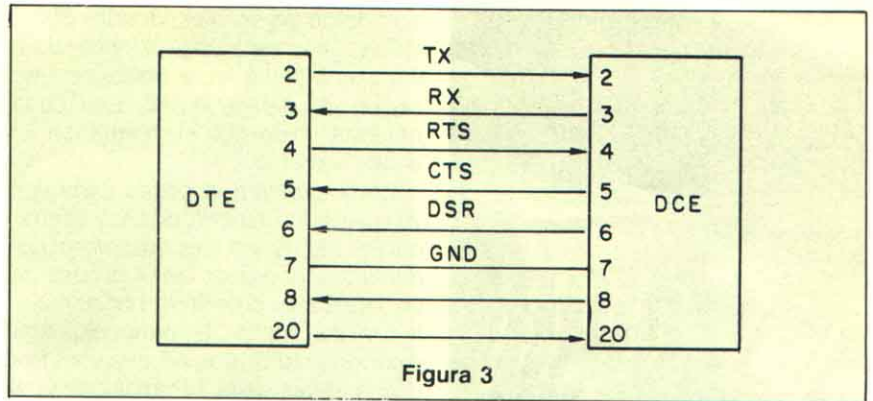 TX
2 2
RX
3 3
RTS
4 4
CTS
5 5
DTE DCE
DSR
6 6
GND
7 7
8 8
20 20
Figura 3